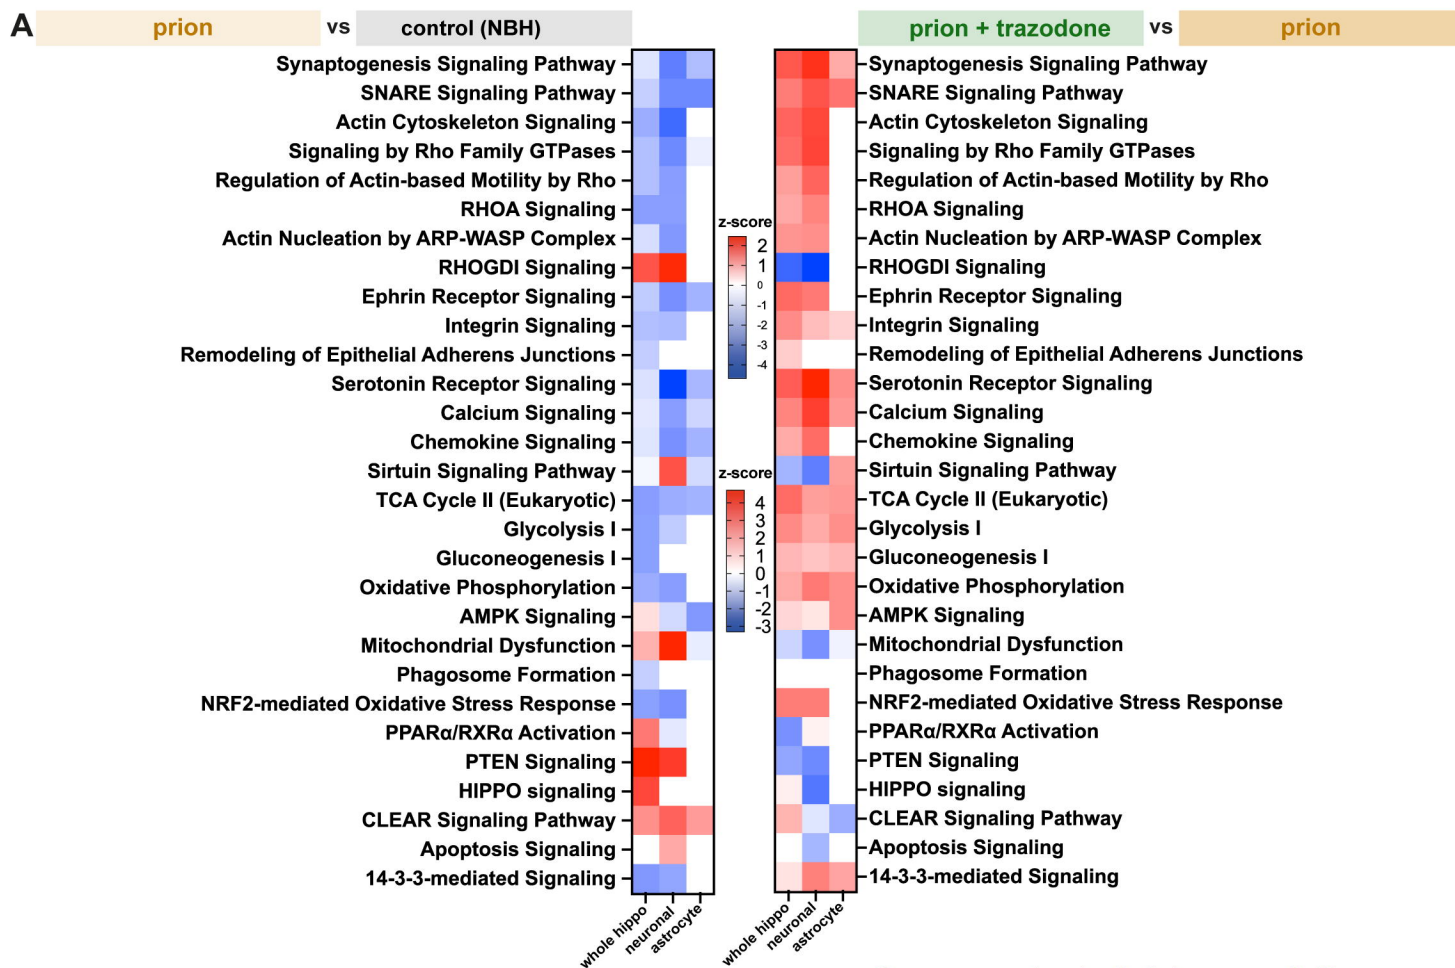 A prion vs control (NBH) prion + trazodone vs prion
Synaptogenesis Signaling Pathway
SNARE Signaling Pathway
Actin Cytoskeleton Signaling
Signaling by Rho Family GTPases
Regulation of Actin-based Motility by Rho
RHOA Signaling
Actin Nucleation by ARP-WASP Complex
RHOGDI Signaling
Ephrin Receptor Signaling
Integrin Signaling
Remodeling of Epithelial Adherens Junctions
Serotonin Receptor Signaling
Calcium Signaling
Chemokine Signaling
Sirtuin Signaling Pathway
TCA Cycle II (Eukaryotic)
Glycolysis I
Gluconeogenesis I
Oxidative Phosphorylation
AMPK Signaling
Mitochondrial Dysfunction
Phagosome Formation
NRF2-mediated Oxidative Stress Response
PPARα/RXRα Activation
PTEN Signaling
HIPPO signaling
CLEAR Signaling Pathway
Apoptosis Signaling
14-3-3-mediated Signaling
whole hippo
neuronal
astrocyte
z-score
2
1
0
-1
-2
-3
-4
z-score
4
3
2
1
0
-1
-2
-3
Synaptogenesis Signaling Pathway
SNARE Signaling Pathway
Actin Cytoskeleton Signaling
Signaling by Rho Family GTPases
Regulation of Actin-based Motility by Rho
RHOA Signaling
Actin Nucleation by ARP-WASP Complex
RHOGDI Signaling
Ephrin Receptor Signaling
Integrin Signaling
Remodeling of Epithelial Adherens Junctions
Serotonin Receptor Signaling
Calcium Signaling
Chemokine Signaling
Sirtuin Signaling Pathway
TCA Cycle II (Eukaryotic)
Glycolysis I
Gluconeogenesis I
Oxidative Phosphorylation
AMPK Signaling
Mitochondrial Dysfunction
Phagosome Formation
NRF2-mediated Oxidative Stress Response
PPARα/RXRα Activation
PTEN Signaling
HIPPO signaling
CLEAR Signaling Pathway
Apoptosis Signaling
14-3-3-mediated Signaling
whole hippo
neuronal
astrocyte